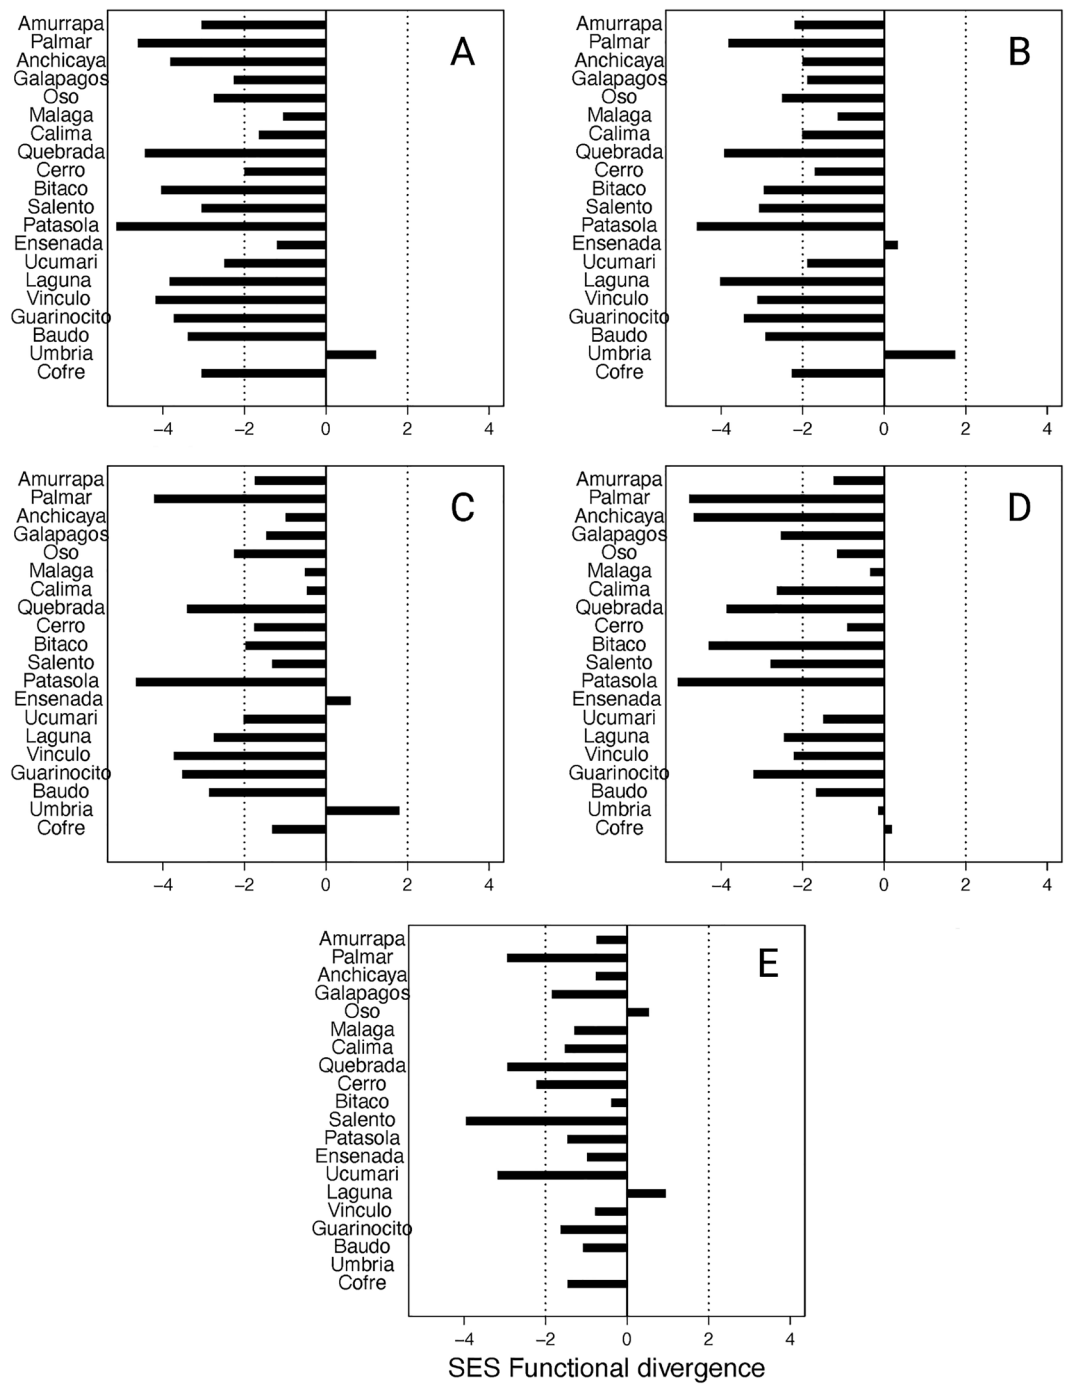 Amurrapa
Palmar
Anchicaya
Galapagos
Oso
Malaga
Calima
Quebrada
Cerro
Bitaco
Salento
Patasola
Ensenada
Ucumari
Laguna
Vinculo
Guarinocito
Baudo
Umbria
Cofre
A
−4 −2 0 2 4
Amurrapa
Palmar
Anchicaya
Galapagos
Oso
Malaga
Calima
Quebrada
Cerro
Bitaco
Salento
Patasola
Ensenada
Ucumari
Laguna
Vinculo
Guarinocito
Baudo
Umbria
Cofre
B
−4 −2 0 2 4
Amurrapa
Palmar
Anchicaya
Galapagos
Oso
Malaga
Calima
Quebrada
Cerro
Bitaco
Salento
Patasola
Ensenada
Ucumari
Laguna
Vinculo
Guarinocito
Baudo
Umbria
Cofre
C
−4 −2 0 2 4
Amurrapa
Palmar
Anchicaya
Galapagos
Oso
Malaga
Calima
Quebrada
Cerro
Bitaco
Salento
Patasola
Ensenada
Ucumari
Laguna
Vinculo
Guarinocito
Baudo
Umbria
Cofre
D
−4 −2 0 2 4
Amurrapa
Palmar
Anchicaya
Galapagos
Oso
Malaga
Calima
Quebrada
Cerro
Bitaco
Salento
Patasola
Ensenada
Ucumari
Laguna
Vinculo
Guarinocito
Baudo
Umbria
Cofre
E
−4 −2 0 2 4
SES Functional divergence